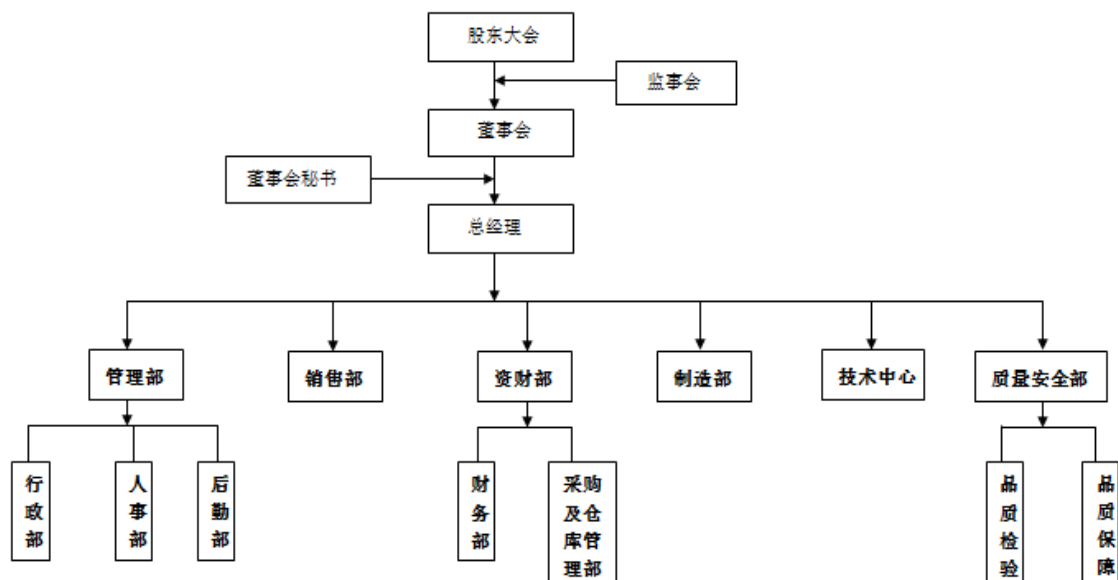 股东大会
监事会
董事会
董事会秘书
总经理
管理部
销售部
资财部
制造部
技术中心
质量安全部
行政部
人事部
后勤部
财务部
采购及仓库管理部
品质检验
品质保障